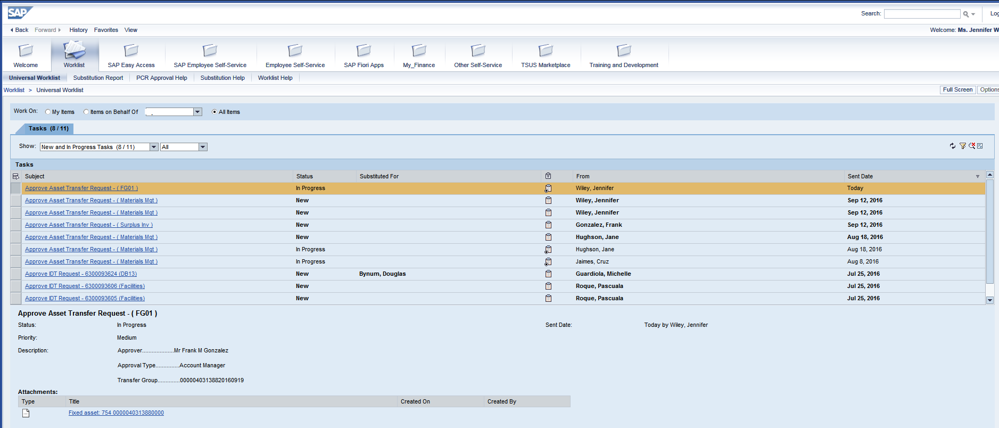 SAP
Search:
Log
Back Forward History Favorites View
Welcome: Ms. Jennifer W
Welcome Worklist SAP Easy Access SAP Employee Self-Service Employee Self-Service SAP Fiori Apps My_Finance Other Self-Service TSUS Marketplace Training and Development
Universal Worklist Substitution Report PCR Approval Help Substitution Help Worklist Help
Worklist > Universal Worklist
Full Screen Options
Work On: My Items Items on Behalf Of All Items
Tasks (8 / 11)
Show: New and In Progress Tasks (8 / 11) All
Tasks
Subject Status Substituted For From Sent Date
Approve Asset Transfer Request - ( FG01 ) In Progress Wiley, Jennifer Today
Approve Asset Transfer Request - ( Materials Mgt ) New Wiley, Jennifer Sep 12, 2016
Approve Asset Transfer Request - ( Materials Mgt ) New Wiley, Jennifer Sep 12, 2016
Approve Asset Transfer Request - ( Surplus Inv ) New Gonzalez, Frank Sep 12, 2016
Approve Asset Transfer Request - ( Materials Mgt ) New Hughson, Jane Aug 18, 2016
Approve Asset Transfer Request - ( Materials Mgt ) In Progress Hughson, Jane Aug 18, 2016
Approve Asset Transfer Request - ( Materials Mgt ) In Progress Jaimes, Cruz Aug 8, 2016
Approve IDT Request - 6300093624 (DB13) New Bynum, Douglas Guardiola, Michelle Jul 25, 2016
Approve IDT Request - 6300093606 (Facilities) New Roque, Pascuala Jul 25, 2016
Approve IDT Request - 6300093605 (Facilities) New Roque, Pascuala Jul 25, 2016
Approve Asset Transfer Request - ( FG01 )
Status: In Progress Sent Date: Today by Wiley, Jennifer
Priority: Medium
Description: Approver....................Mr Frank M Gonzalez
Approval Type...............Account Manager
Transfer Group..............00000403138820160919
Attachments:
Type Title Created On Created By
Fixed asset: 754 0000040313880000